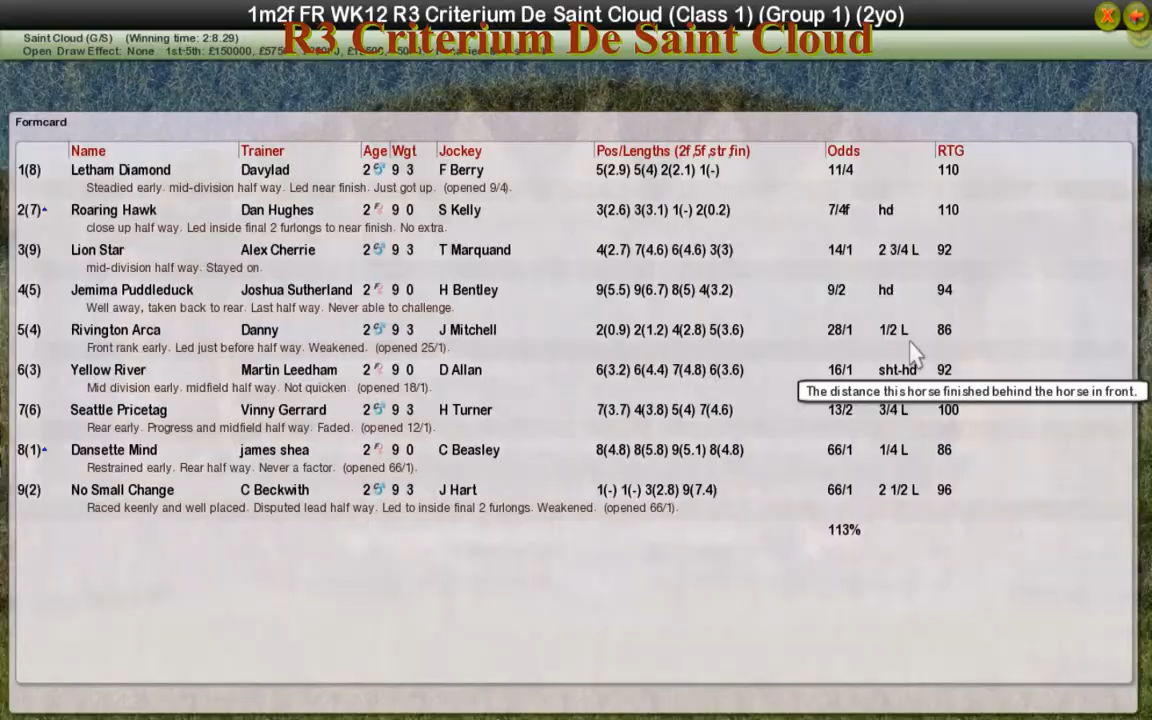 1m2f FR WK12 R3 Criterium De Saint Cloud (Class 1) (Group 1) (2yo)
R3 Criterium De Saint Cloud
Saint Cloud (G/S) (Winning time: 2:8.29)
Open Draw Effect: None 1st-5th: £150000,
Formcard
Name Trainer Age Wgt Jockey Pos/Lengths (2f,5f,str,fin) Odds RTG
1(8) Letham Diamond Davylad 2 9 3 F Berry 5(2.9) 5(4) 2(2.1) 1(-) 11/4 110
Steadied early. mid-division half way. Led near finish. Just got up. (opened 9/4).
2(7) Roaring Hawk Dan Hughes 2 9 0 S Kelly 3(2.6) 3(3.1) 1(-) 2(0.2) 7/4f hd 110
close up half way. Led inside final 2 furlongs to near finish. No extra.
3(9) Lion Star Alex Cherrie 2 9 3 T Marquand 4(2.7) 7(4.6) 6(4.6) 3(3) 14/1 2 3/4 L 92
mid-division half way. Stayed on.
4(5) Jemima Puddleduck Joshua Sutherland 2 9 0 H Bentley 9(5.5) 9(6.7) 8(5) 4(3.2) 9/2 hd 94
Well away, taken back to rear. Last half way. Never able to challenge.
5(4) Rivington Arca Danny 2 9 3 J Mitchell 2(0.9) 2(1.2) 4(2.8) 5(3.6) 28/1 1/2 L 86
Front rank early. Led just before half way. Weakened. (opened 25/1).
6(3) Yellow River Martin Leedham 2 9 0 D Allan 6(3.2) 6(4.4) 7(4.8) 6(3.6) 16/1 sht-hd 92
Mid division early. midfield half way. Not quicken. (opened 18/1).
The distance this horse finished behind the horse in front.
7(6) Seattle Pricetag Vinny Gerrard 2 9 3 H Turner 7(3.7) 4(3.8) 5(4) 7(4.6) 13/2 3/4 L 100
Rear early. Progress and midfield half way. Faded. (opened 12/1).
8(1) Dansette Mind james shea 2 9 0 C Beasley 8(4.8) 8(5.8) 9(5.1) 8(4.8) 66/1 1/4 L 86
Restrained early. Rear half way. Never a factor. (opened 66/1).
9(2) No Small Change C Beckwith 2 9 3 J Hart 1(-) 1(-) 3(2.8) 9(7.4) 66/1 2 1/2 L 96
Raced keenly and well placed. Disputed lead half way. Led to inside final 2 furlongs. Weakened. (opened 66/1).
113%